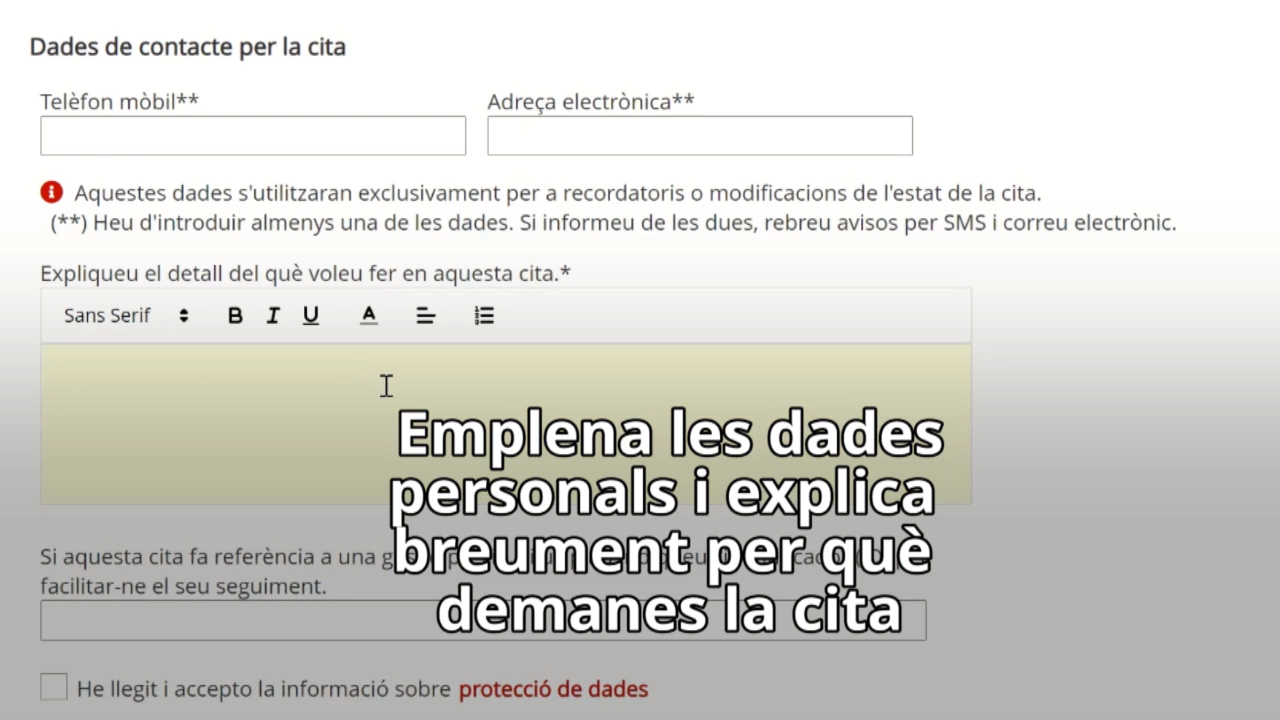 Dades de contacte per la cita
Telèfon mòbil** Adreça electrònica**
Aquestes dades s'utilitzaran exclusivament per a recordatoris o modificacions de l'estat de la cita.
(**) Heu d'introduir almenys una de les dades. Si informeu de les dues, rebreu avisos per SMS i correu electrònic.
Expliqueu el detall del què voleu fer en aquesta cita.*
Sans Serif B I U A
Emplena les dades
personals i explica
breument per què
demanes la cita
Si aquesta cita fa referència a una
facilitar-ne el seu seguiment.
He llegit i accepto la informació sobre protecció de dades